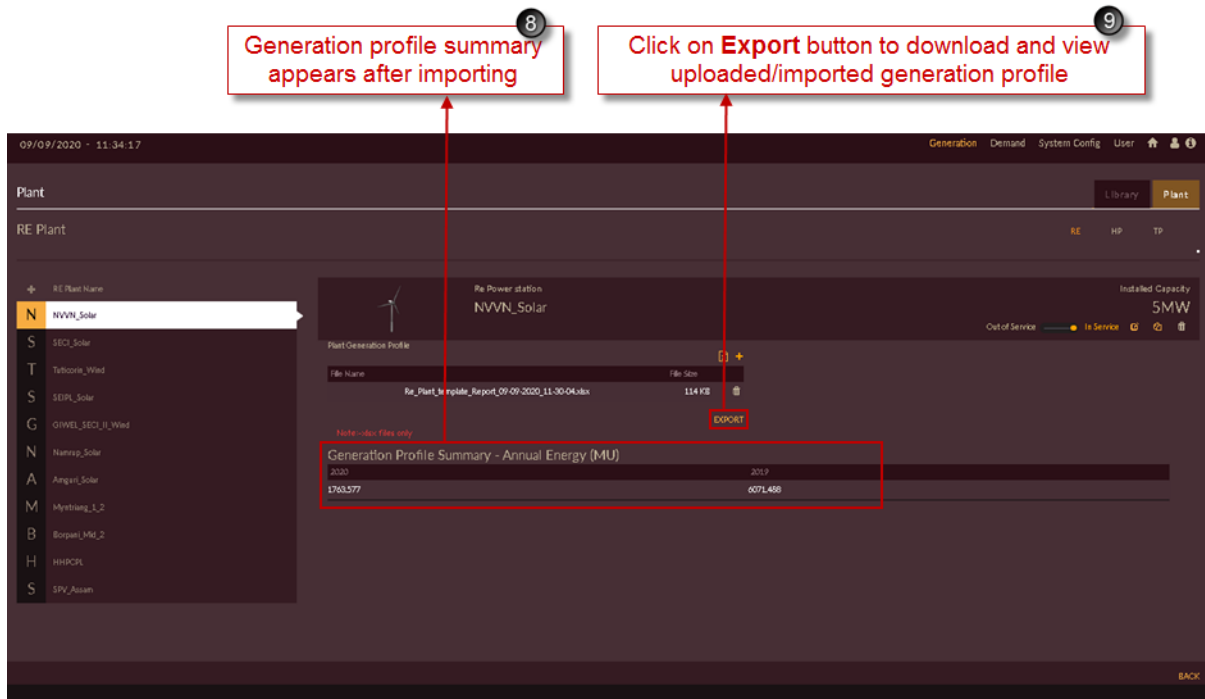 8
Generation profile summary
appears after importing
9
Click on Export button to download and view
uploaded/imported generation profile
09/09/2020 - 11:34:17
Generation Demand System Config User
Plant
Library Plant
RE Plant
RE HP TP
RE Plant Name
N NVVN_Solar
S SECI_Solar
T Tuticorin_Wind
S SEIPL_Solar
G GIWEL_SECI_II_Wind
N Namrup_Solar
A Amguri_Solar
M Myntriang_1_2
B Borpani_Mid_2
H HHPCPL
S SPV_Assam
Re Power station
NVVN_Solar
Installed Capacity
5MW
Out of Service In Service
Plant Generation Profile
File Name File Size
Re_Plant_template_Report_09-09-2020_11-30-04.xlsx 114 KB
EXPORT
Note:-xlsx files only
Generation Profile Summary - Annual Energy (MU)
2020 2019
1763.577 6071.488
BACK